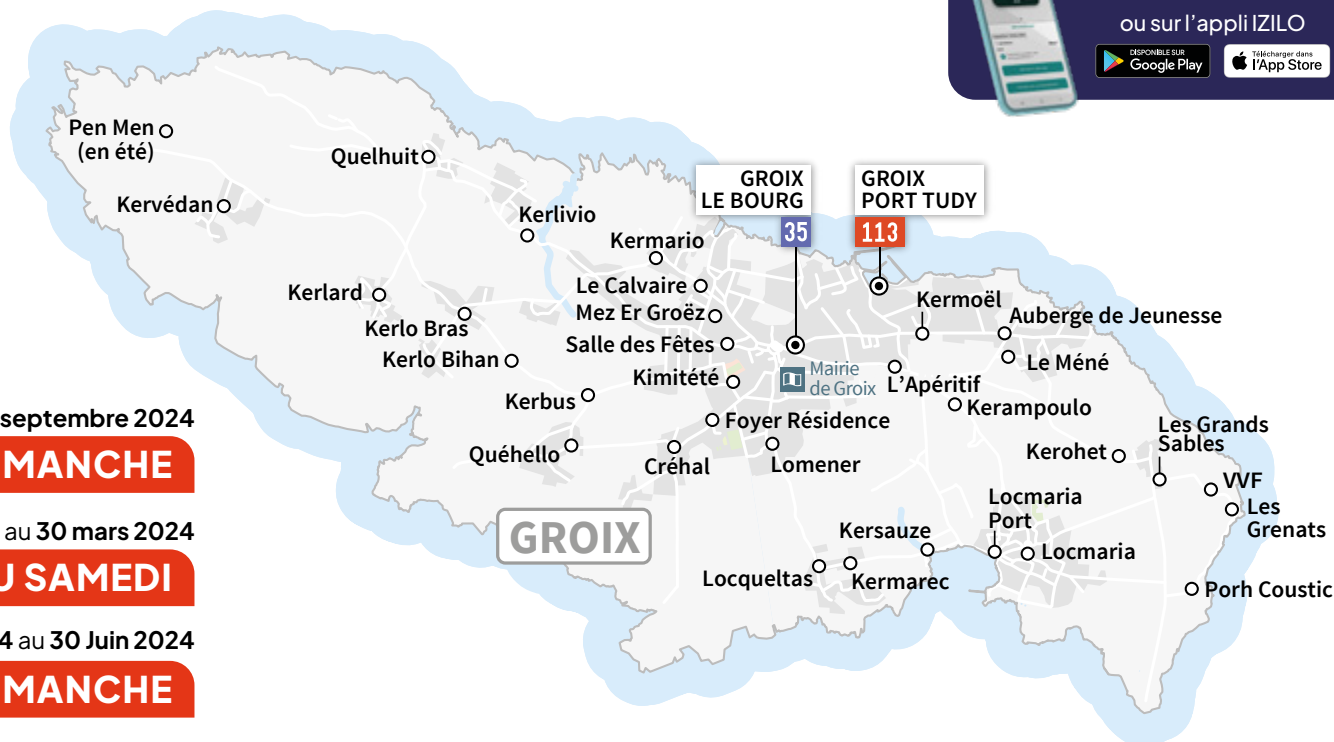 ou sur l'appli IZILO
DISPONIBLE SUR
Google Play
Télécharger dans
l'App Store
Pen Men
(en été)
Quelhuit
Kervédan
Kerlivio
GROIX
LE BOURG
35
GROIX
PORT TUDY
113
Kermario
Le Calvaire
Mez Er Groëz
Salle des Fêtes
Kimitété
Kerlard
Kerlo Bras
Kerlo Bihan
Kerbus
Quéhello
Mairie
de Groix
Kermoël
Auberge de Jeunesse
Le Méné
L'Apéritif
Kerampoulo
Foyer Résidence
Créhal
Lomener
Les Grands
Sables
Kerohet
VVF
Les
Grenats
Locmaria
Port
Locmaria
Kersauze
Locqueltas
Kermarec
Porh Coustic
GROIX
septembre 2024
MANCHE
au 30 mars 2024
U SAMEDI
4 au 30 Juin 2024
MANCHE